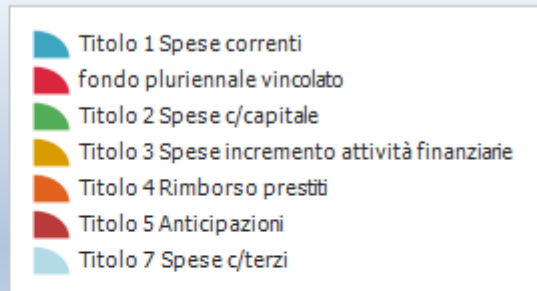 Titolo 1 Spese correnti
fondo pluriennale vincolato
Titolo 2 Spese c/capitale
Titolo 3 Spese incremento attività finanziarie
Titolo 4 Rimborso prestiti
Titolo 5 Anticipazioni
Titolo 7 Spese c/terzi